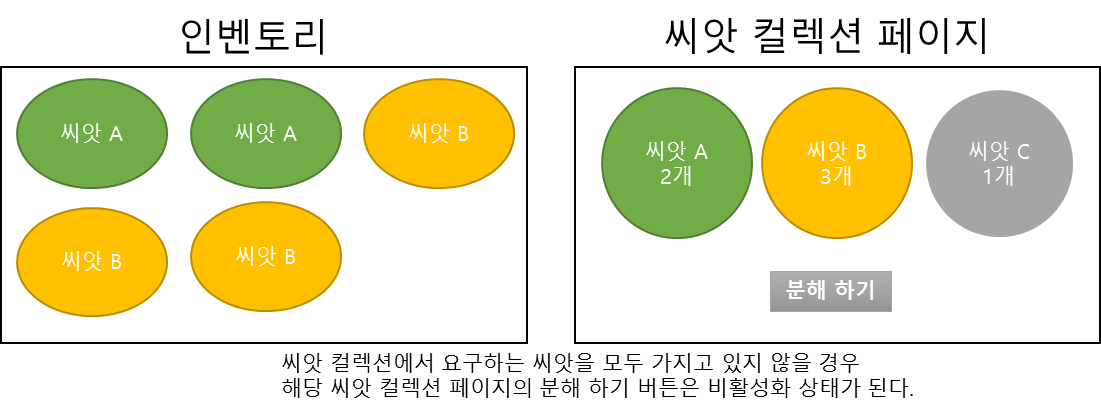 인벤토리
씨앗 A
씨앗 A
씨앗 B
씨앗 B
씨앗 B
씨앗 컬렉션 페이지
씨앗 A
2개
씨앗 B
3개
씨앗 C
1개
분해 하기
씨앗 컬렉션에서 요구하는 씨앗을 모두 가지고 있지 않을 경우
해당 씨앗 컬렉션 페이지의 분해 하기 버튼은 비활성화 상태가 된다.